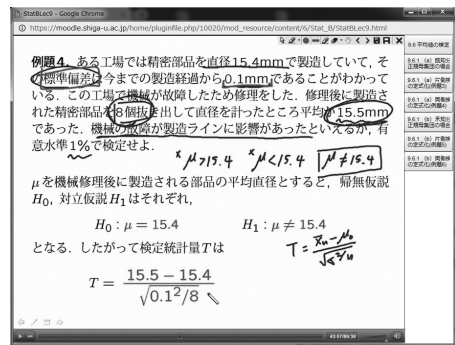 StatBLec9 - Google Chrome
https://moodle.shiga-u.ac.jp/home/pluginfile.php/10020/mod_resource/content/6/Stat_B/StatBLec9.html
例題4. ある工場では精密部品を直径15.4mmで製造していて,そ
の標準偏差は今までの製造経過から0.1mmであることがわかって
いる. この工場で機械が故障したため修理をした. 修理後に製造さ
れた精密部品を8個抜き出して直径を計ったところ平均が15.5mm
であった. 機械の故障が製造ラインに影響があったといえるか, 有
意水準1%で検定せよ.
× μ>15.4 × μ<15.4 μ≠15.4
μを機械修理後に製造される部品の平均直径とすると, 帰無仮説
H₀, 対立仮説H₁はそれぞれ,
H₀ : μ = 15.4 H₁ : μ ≠ 15.4
となる. したがって検定統計量Tは
T = (x̄ₙ−μ₀)/√(σ²/n)
T = (15.5 − 15.4)/√(0.1²/8)
43:57/89:38
9.6 平均値の検定
9.6.1 (a) 既知分
正規母集団の場合
9.6.1 (a) 片側検
の定式化(例題3)
9.6.1 (a) 両側検
の定式化(例題4)
9.6.1 (b) 未知分
正規母集団の場合
9.6.1 (b) 片側検
の定式化(例題5)
9.6.1 (b) 両側検
の定式化(例題6)